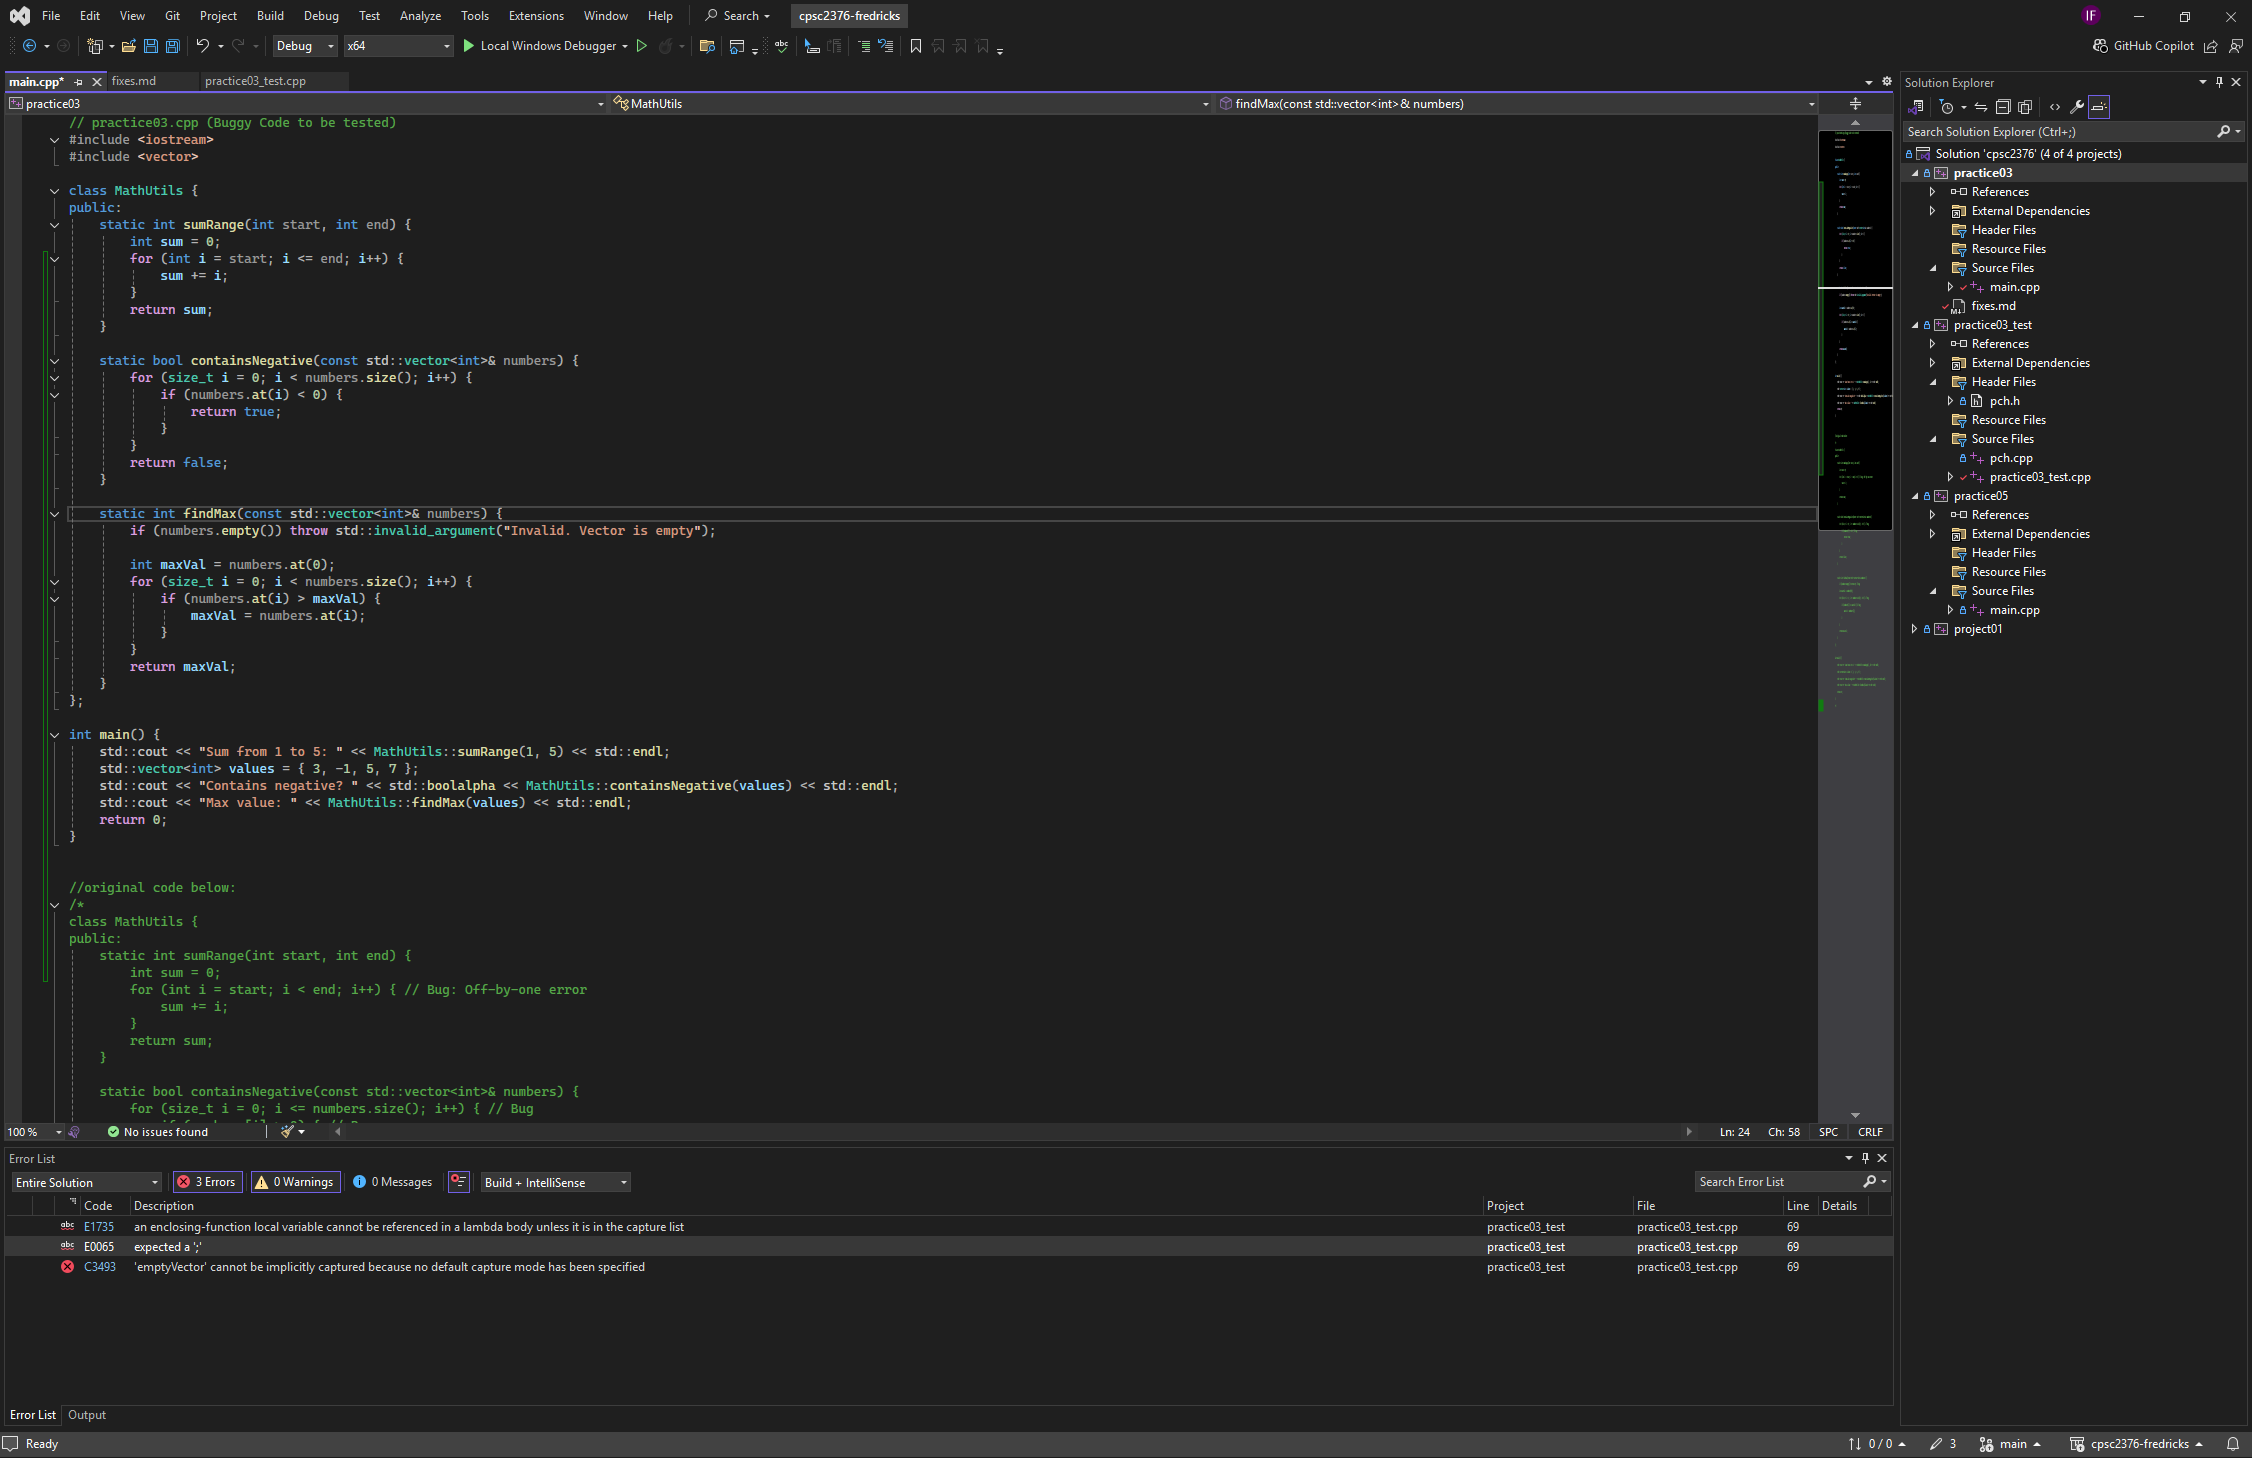 File Edit View Git Project Build Debug Test Analyze Tools Extensions Window Help Search cpsc2376-fredricks IF
Debug x64 Local Windows Debugger GitHub Copilot
main.cpp* fixes.md practice03_test.cpp
practice03 MathUtils findMax(const std::vector<int>& numbers)
// practice03.cpp (Buggy Code to be tested)
#include <iostream>
#include <vector>
class MathUtils {
public:
static int sumRange(int start, int end) {
int sum = 0;
for (int i = start; i <= end; i++) {
sum += i;
}
return sum;
}
static bool containsNegative(const std::vector<int>& numbers) {
for (size_t i = 0; i < numbers.size(); i++) {
if (numbers.at(i) < 0) {
return true;
}
}
return false;
}
static int findMax(const std::vector<int>& numbers) {
if (numbers.empty()) throw std::invalid_argument("Invalid. Vector is empty");
int maxVal = numbers.at(0);
for (size_t i = 0; i < numbers.size(); i++) {
if (numbers.at(i) > maxVal) {
maxVal = numbers.at(i);
}
}
return maxVal;
}
};
int main() {
std::cout << "Sum from 1 to 5: " << MathUtils::sumRange(1, 5) << std::endl;
std::vector<int> values = { 3, -1, 5, 7 };
std::cout << "Contains negative? " << std::boolalpha << MathUtils::containsNegative(values) << std::endl;
std::cout << "Max value: " << MathUtils::findMax(values) << std::endl;
return 0;
}
//original code below:
/*
class MathUtils {
public:
static int sumRange(int start, int end) {
int sum = 0;
for (int i = start; i < end; i++) { // Bug: Off-by-one error
sum += i;
}
return sum;
}
static bool containsNegative(const std::vector<int>& numbers) {
for (size_t i = 0; i <= numbers.size(); i++) { // Bug
100 % No issues found Ln: 24 Ch: 58 SPC CRLF
Error List
Entire Solution 3 Errors 0 Warnings 0 Messages Build + IntelliSense Search Error List
Code Description Project File Line Details
abc E1735 an enclosing-function local variable cannot be referenced in a lambda body unless it is in the capture list practice03_test practice03_test.cpp 69
abc E0065 expected a ';' practice03_test practice03_test.cpp 69
C3493 'emptyVector' cannot be implicitly captured because no default capture mode has been specified practice03_test practice03_test.cpp 69
Error List Output
Ready 0 / 0 3 main cpsc2376-fredricks
Solution Explorer
Search Solution Explorer (Ctrl+;)
Solution 'cpsc2376' (4 of 4 projects)
practice03
References
External Dependencies
Header Files
Resource Files
Source Files
main.cpp
fixes.md
practice03_test
References
External Dependencies
Header Files
pch.h
Resource Files
Source Files
pch.cpp
practice03_test.cpp
practice05
References
External Dependencies
Header Files
Resource Files
Source Files
main.cpp
project01